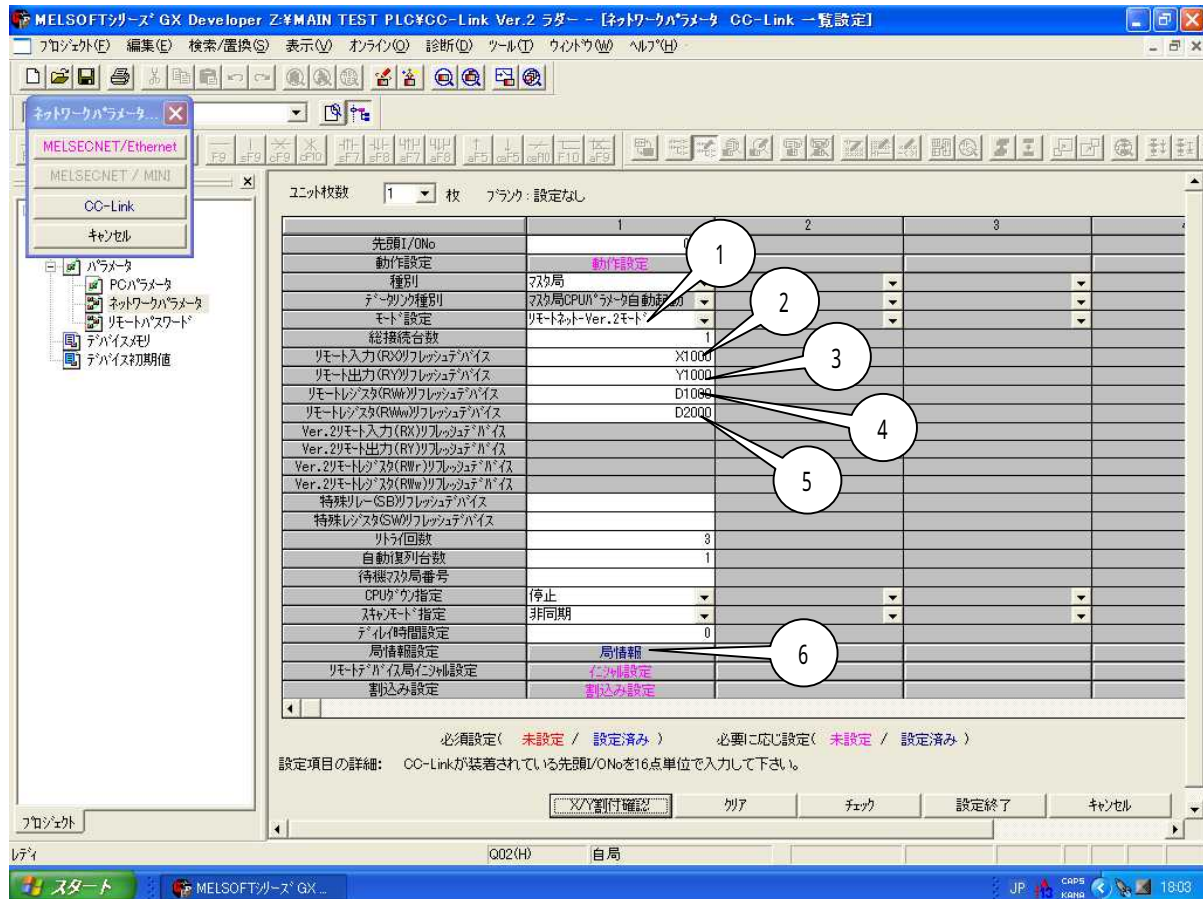 MELSOFTｼﾘｰｽﾞ GX Developer Z:¥MAIN TEST PLC¥CC-Link Ver.2 ラダー - [ﾈｯﾄﾜｰｸﾊﾟﾗﾒｰﾀ CC-Link 一覧設定]
ﾌﾟﾛｼﾞｪｸﾄ(F) 編集(E) 検索/置換(S) 表示(V) ｵﾝﾗｲﾝ(O) 診断(D) ﾂｰﾙ(T) ｳｨﾝﾄﾞｳ(W) ﾍﾙﾌﾟ(H)
ﾈｯﾄﾜｰｸﾊﾟﾗﾒｰﾀ...
MELSECNET/Ethernet
MELSECNET / MINI
CC-Link
ｷｬﾝｾﾙ
F9 sF9 cF9 cF10 sF7 sF8 aF7 aF8 aF5 caF5 caF10 F10 aF9
ﾊﾟﾗﾒｰﾀ
PCﾊﾟﾗﾒｰﾀ
ﾈｯﾄﾜｰｸﾊﾟﾗﾒｰﾀ
ﾘﾓｰﾄﾊﾟｽﾜｰﾄﾞ
ﾃﾞﾊﾞｲｽﾒﾓﾘ
ﾃﾞﾊﾞｲｽ初期値
ﾌﾟﾛｼﾞｪｸﾄ
ﾕﾆｯﾄ枚数 1 枚 ﾌﾞﾗﾝｸ:設定なし
1 2 3
先頭I/ONo
動作設定 動作設定
種別 ﾏｽﾀ局
ﾃﾞｰﾀﾘﾝｸ種別 ﾏｽﾀ局CPUﾊﾟﾗﾒｰﾀ自動起動
ﾓｰﾄﾞ設定 ﾘﾓｰﾄﾈｯﾄ-Ver.2ﾓｰﾄﾞ
総接続台数 1
ﾘﾓｰﾄ入力(RX)ﾘﾌﾚｯｼｭﾃﾞﾊﾞｲｽ X1000
ﾘﾓｰﾄ出力(RY)ﾘﾌﾚｯｼｭﾃﾞﾊﾞｲｽ Y1000
ﾘﾓｰﾄﾚｼﾞｽﾀ(RWr)ﾘﾌﾚｯｼｭﾃﾞﾊﾞｲｽ D1000
ﾘﾓｰﾄﾚｼﾞｽﾀ(RWw)ﾘﾌﾚｯｼｭﾃﾞﾊﾞｲｽ D2000
Ver.2ﾘﾓｰﾄ入力(RX)ﾘﾌﾚｯｼｭﾃﾞﾊﾞｲｽ
Ver.2ﾘﾓｰﾄ出力(RY)ﾘﾌﾚｯｼｭﾃﾞﾊﾞｲｽ
Ver.2ﾘﾓｰﾄﾚｼﾞｽﾀ(RWr)ﾘﾌﾚｯｼｭﾃﾞﾊﾞｲｽ
Ver.2ﾘﾓｰﾄﾚｼﾞｽﾀ(RWw)ﾘﾌﾚｯｼｭﾃﾞﾊﾞｲｽ
特殊ﾘﾚｰ(SB)ﾘﾌﾚｯｼｭﾃﾞﾊﾞｲｽ
特殊ﾚｼﾞｽﾀ(SW)ﾘﾌﾚｯｼｭﾃﾞﾊﾞｲｽ
ﾘﾄﾗｲ回数 3
自動復列台数 1
待機ﾏｽﾀ局番号
CPUﾀﾞｳﾝ指定 停止
ｽｷｬﾝﾓｰﾄﾞ指定 非同期
ﾃﾞｨﾚｲ時間設定 0
局情報設定 局情報
ﾘﾓｰﾄﾃﾞﾊﾞｲｽ局ｲﾆｼｬﾙ設定 ｲﾆｼｬﾙ設定
割込み設定 割込み設定
1
2
3
4
5
6
必須設定( 未設定 / 設定済み ) 必要に応じ設定( 未設定 / 設定済み )
設定項目の詳細: CC-Linkが装着されている先頭I/ONoを16点単位で入力して下さい。
X/Y割付確認 ｸﾘｱ ﾁｪｯｸ 設定終了 ｷｬﾝｾﾙ
ﾚﾃﾞｨ Q02(H) 自局
スタート MELSOFTｼﾘｰｽﾞ GX ... JP CAPS KANA 18:03